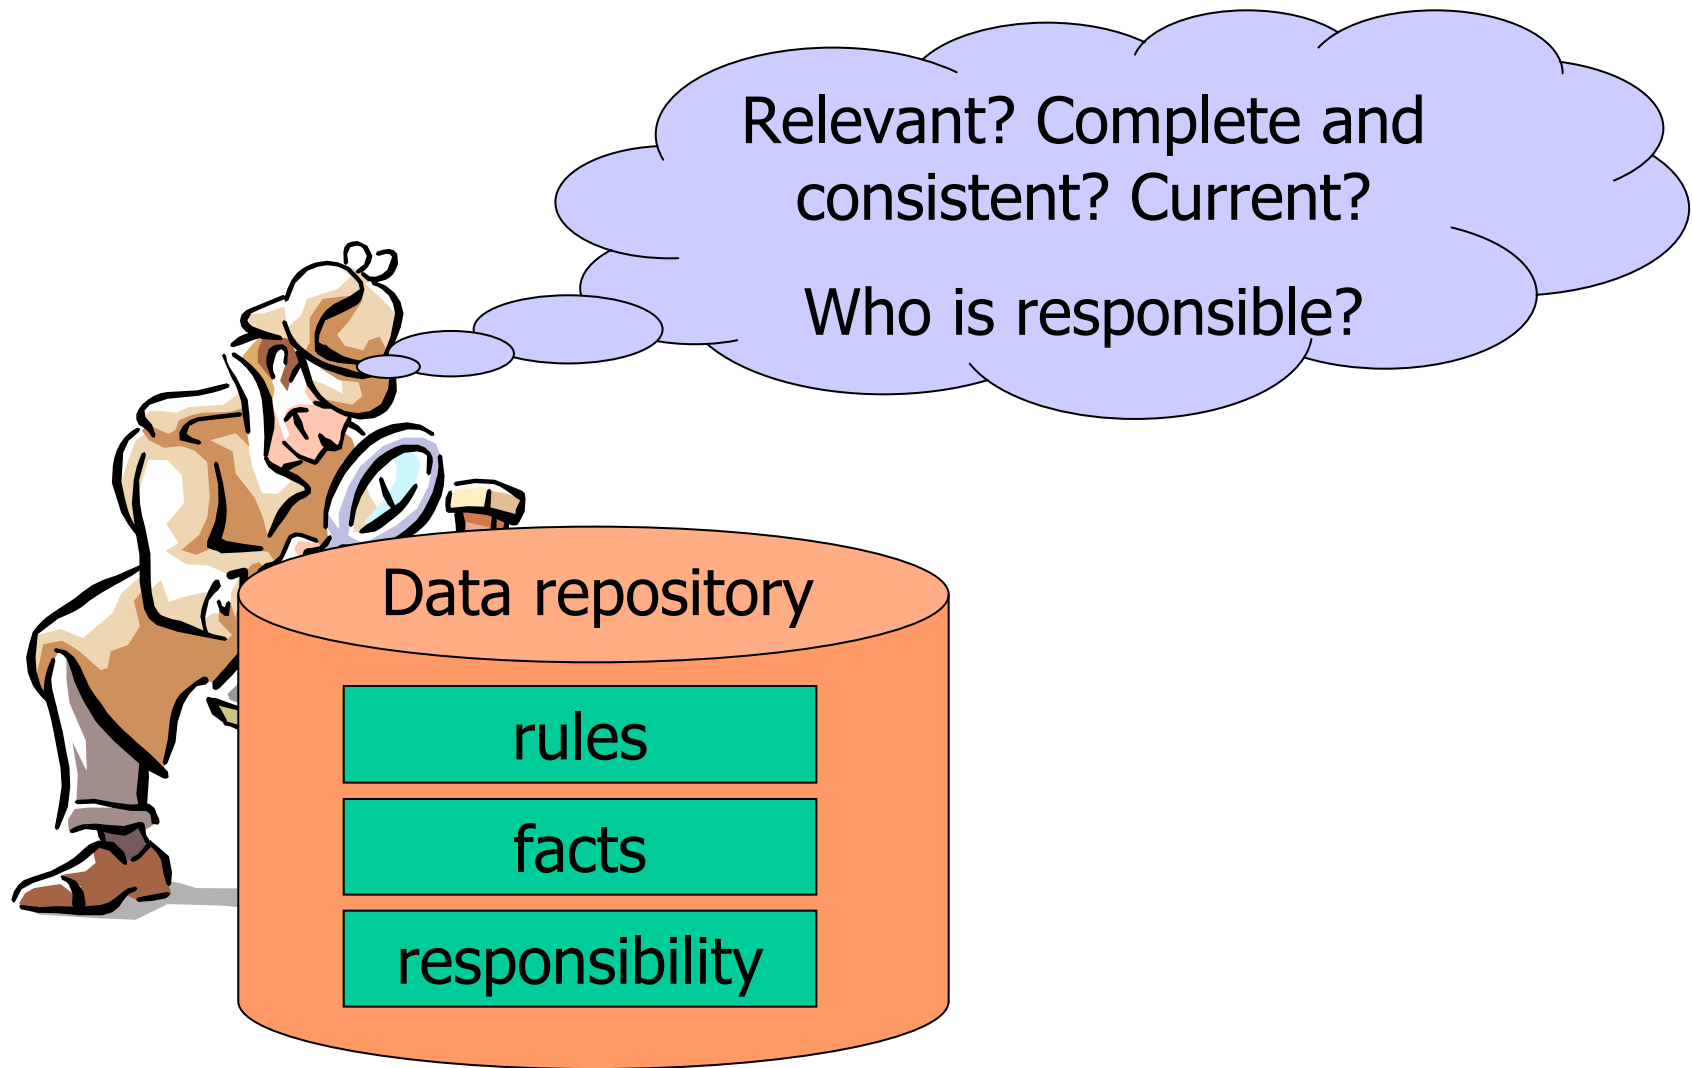 Relevant? Complete and
consistent? Current?
Who is responsible?
Data repository
rules
facts
responsibility